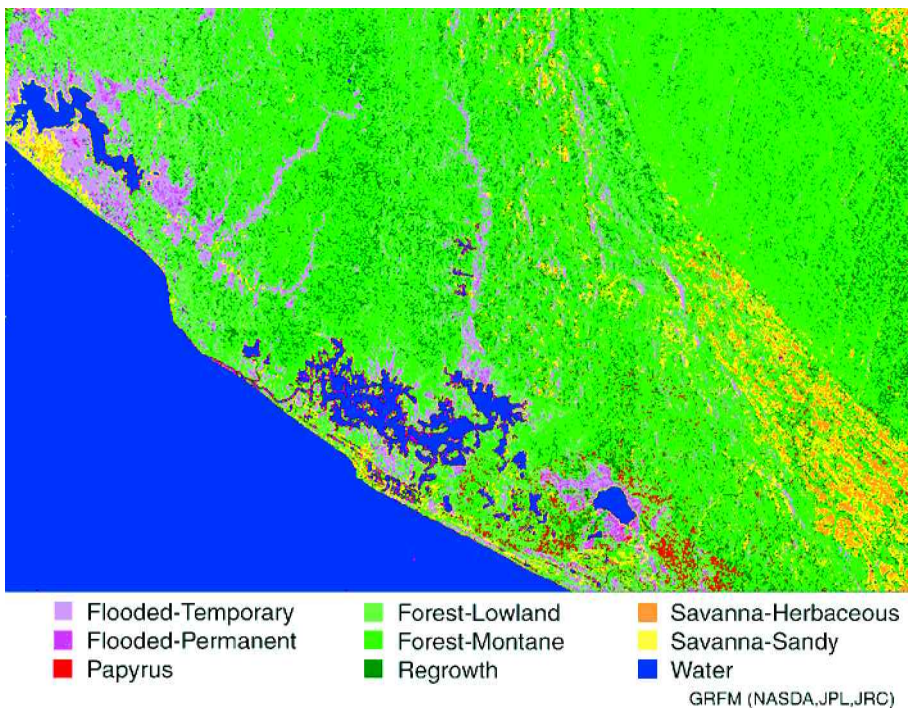 Flooded-Temporary Forest-Lowland Savanna-Herbaceous
Flooded-Permanent Forest-Montane Savanna-Sandy
Papyrus Regrowth Water
GRFM (NASDA,JPL,JRC)